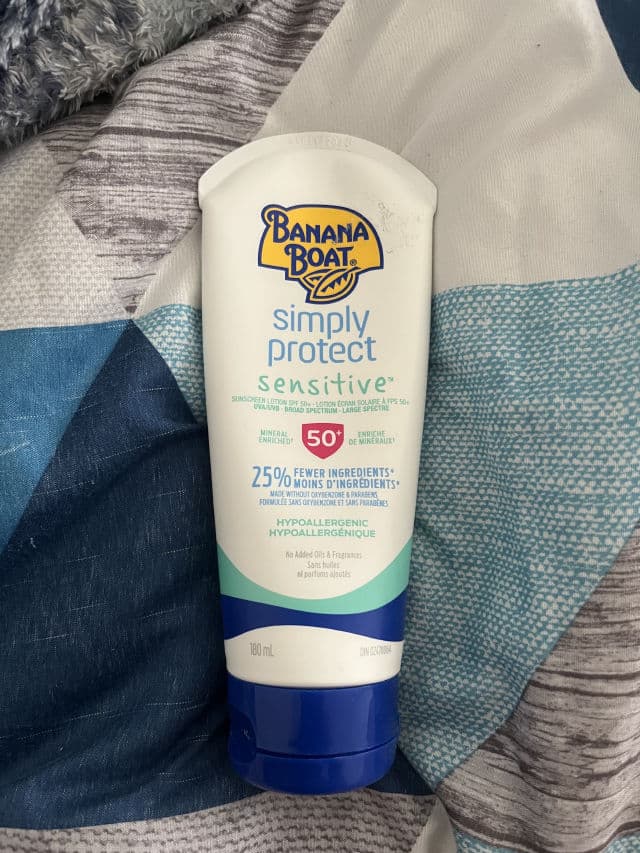 BANANA
BOAT®
simply
protect
sensitive™
SUNSCREEN LOTION SPF 50+ • LOTION ÉCRAN SOLAIRE À FPS 50+
UVA/UVB • BROAD SPECTRUM • LARGE SPECTRE
MINERAL
ENRICHED†
50+
ENRICHE
DE MINÉRAUX†
25% FEWER INGREDIENTS*
MOINS D'INGRÉDIENTS*
MADE WITHOUT OXYBENZONE & PARABENS
FORMULÉE SANS OXYBENZONE ET SANS PARABÈNES
HYPOALLERGENIC
HYPOALLERGÉNIQUE
No Added Oils & Fragrances
Sans huiles
ni parfums ajoutés
180 mL
DIN